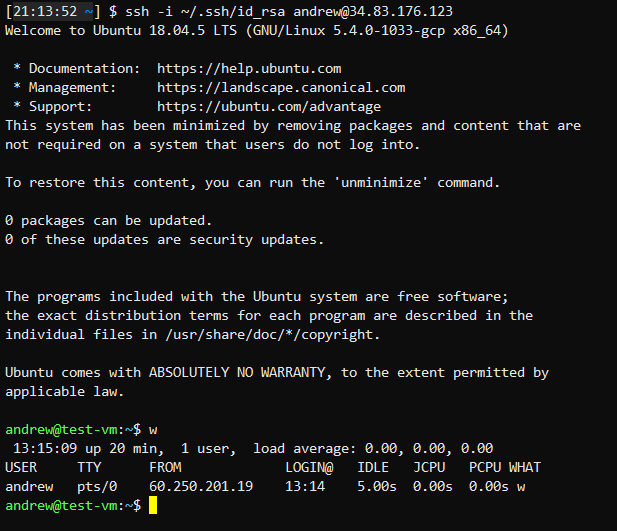 [21:13:52 ~] $ ssh -i ~/.ssh/id_rsa andrew@34.83.176.123
Welcome to Ubuntu 18.04.5 LTS (GNU/Linux 5.4.0-1033-gcp x86_64)

 * Documentation:  https://help.ubuntu.com
 * Management:     https://landscape.canonical.com
 * Support:        https://ubuntu.com/advantage
This system has been minimized by removing packages and content that are
not required on a system that users do not log into.

To restore this content, you can run the 'unminimize' command.

0 packages can be updated.
0 of these updates are security updates.


The programs included with the Ubuntu system are free software;
the exact distribution terms for each program are described in the
individual files in /usr/share/doc/*/copyright.

Ubuntu comes with ABSOLUTELY NO WARRANTY, to the extent permitted by
applicable law.

andrew@test-vm:~$ w
 13:15:09 up 20 min,  1 user,  load average: 0.00, 0.00, 0.00
USER     TTY      FROM             LOGIN@   IDLE   JCPU   PCPU WHAT
andrew   pts/0    60.250.201.19    13:14    5.00s  0.00s  0.00s w
andrew@test-vm:~$